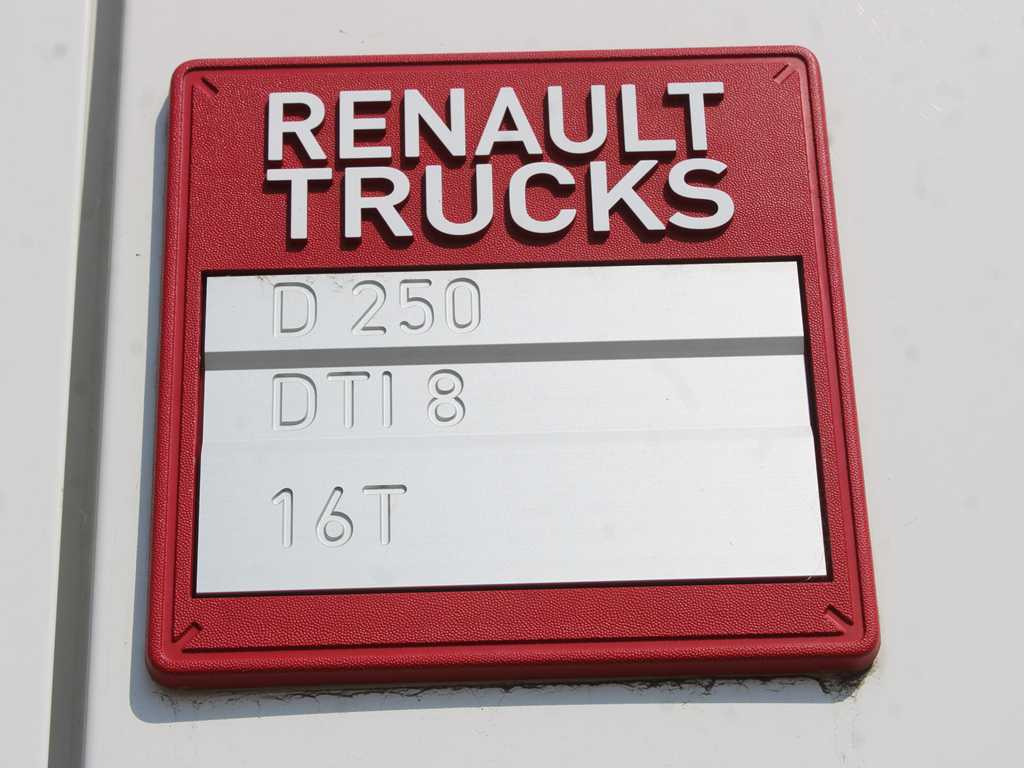 RENAULT
TRUCKS
D 250
DTI 8
16T